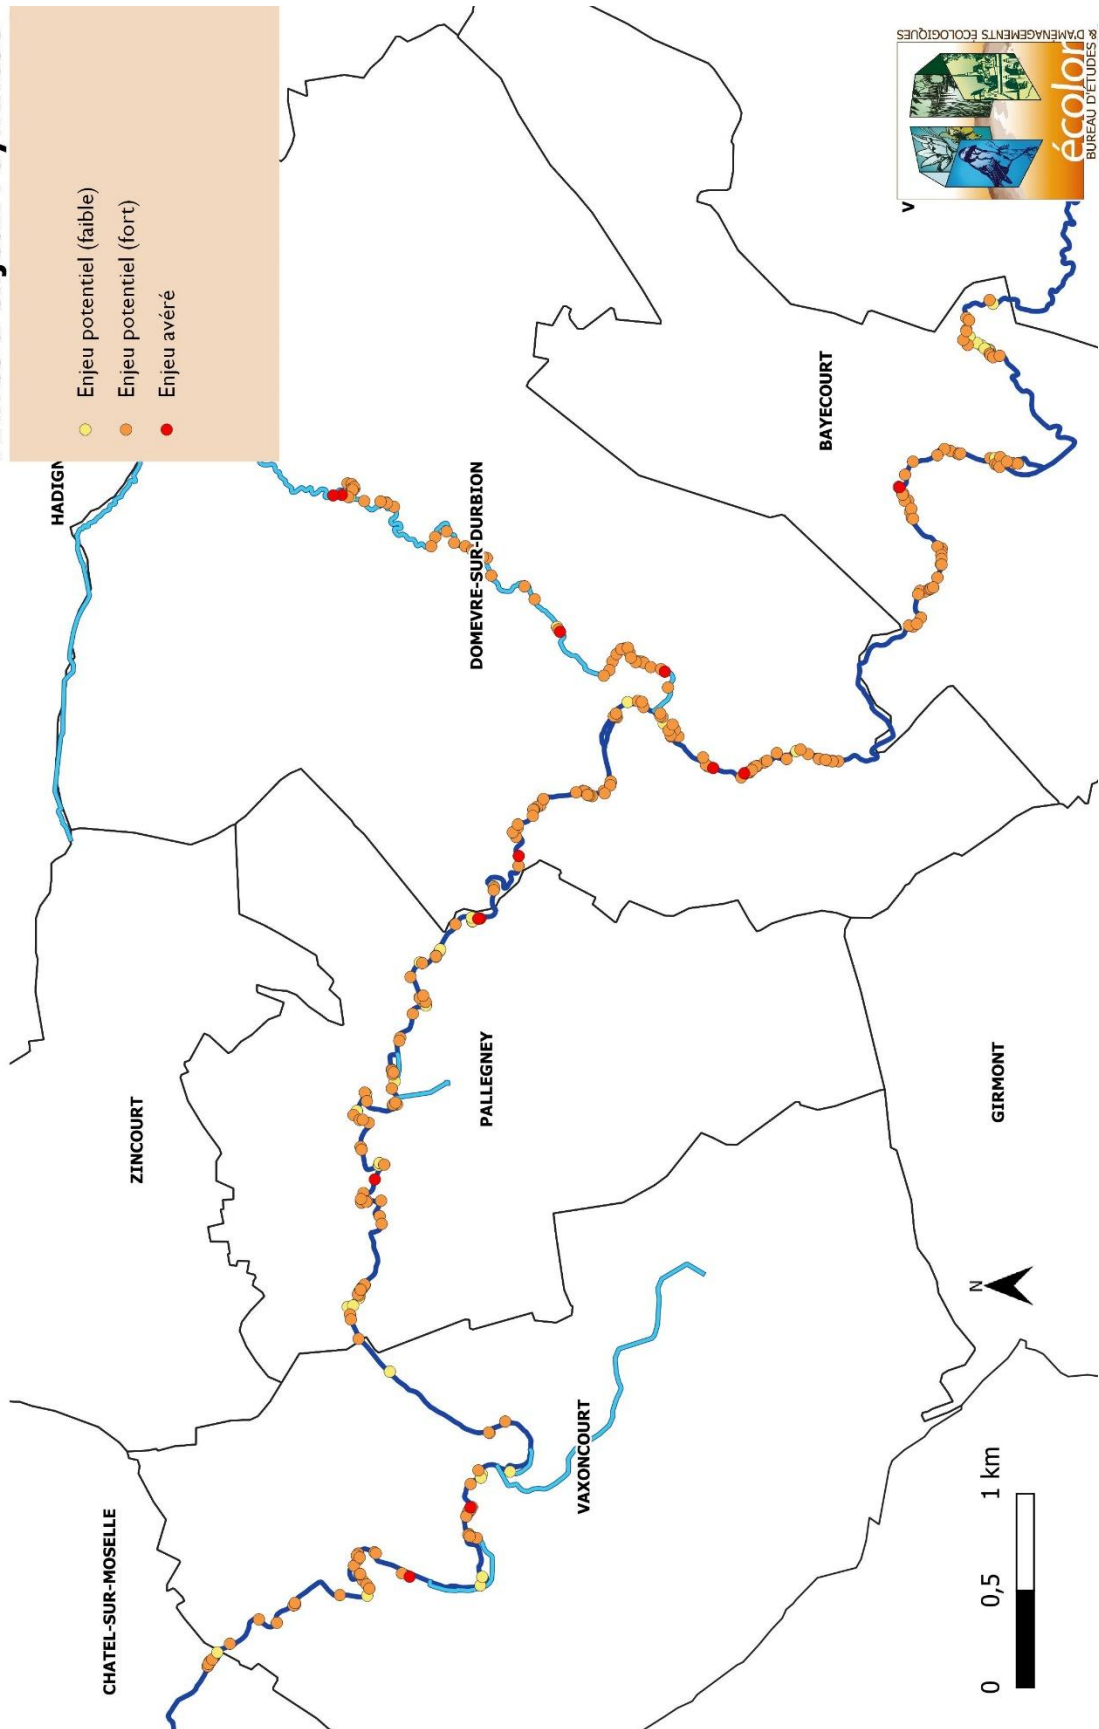 Enjeu potentiel (faible)
Enjeu potentiel (fort)
Enjeu avéré
HADIGN
DOMEVRE-SUR-DURBION
BAYECOURT
V
ZINCOURT
PALLEGNEY
GIRMONT
CHATEL-SUR-MOSELLE
VAXONCOURT
N
0 0,5 1 km
écolor
BUREAU D'ETUDES &
D'AMÉNAGEMENTS ÉCOLOGIQUES